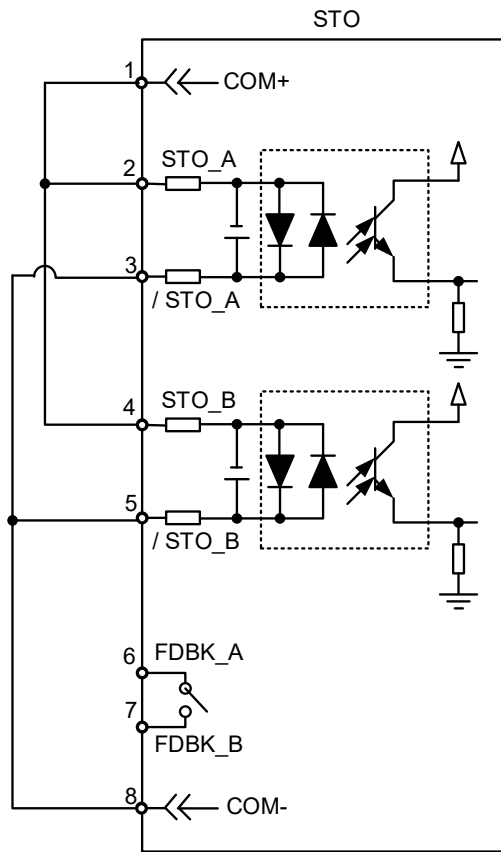 STO
1
COM+
2
STO_A
3
/ STO_A
4
STO_B
5
/ STO_B
6
FDBK_A
7
FDBK_B
8
COM-